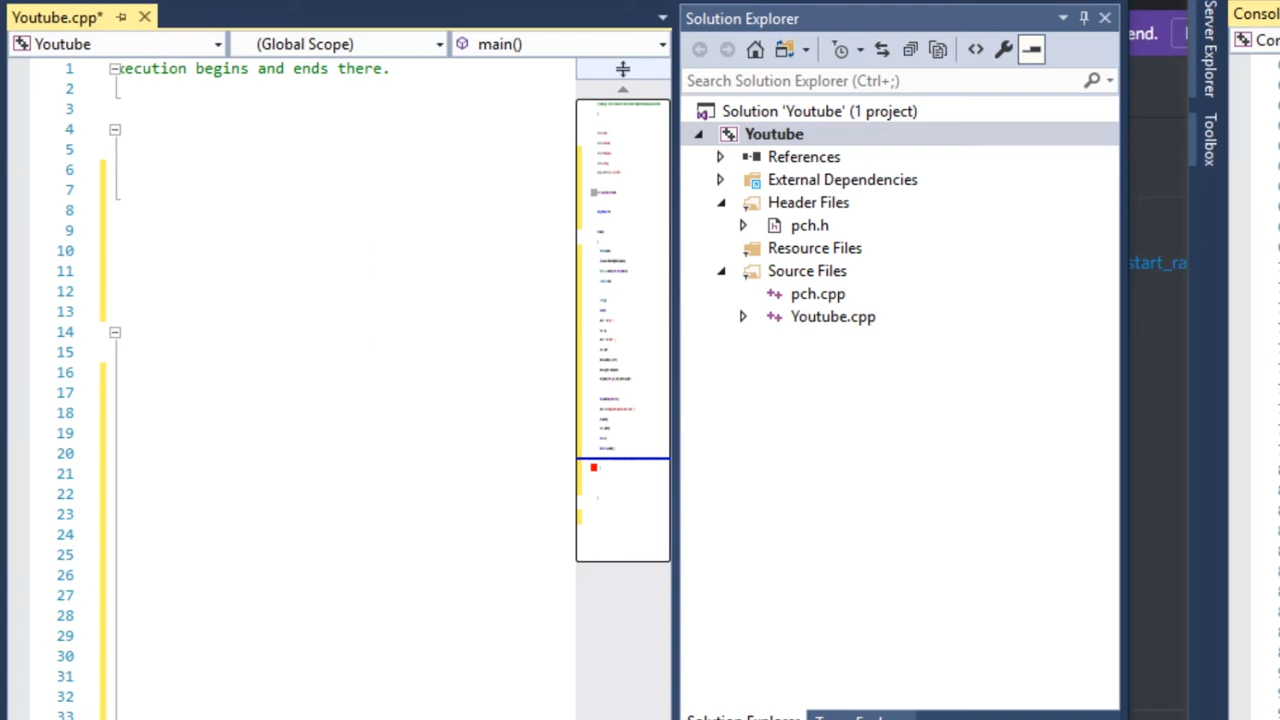 Youtube.cpp*
Youtube
(Global Scope)
main()
1
xecution begins and ends there.
2
3
4
5
6
7
8
9
10
11
12
13
14
15
16
17
18
19
20
21
22
23
24
25
26
27
28
29
30
31
32
33
Solution Explorer
Search Solution Explorer (Ctrl+;)
Solution 'Youtube' (1 project)
Youtube
References
External Dependencies
Header Files
pch.h
Resource Files
Source Files
pch.cpp
Youtube.cpp
Solution Explorer
end.
start_ra
Server Explorer
Toolbox
Consol
Con